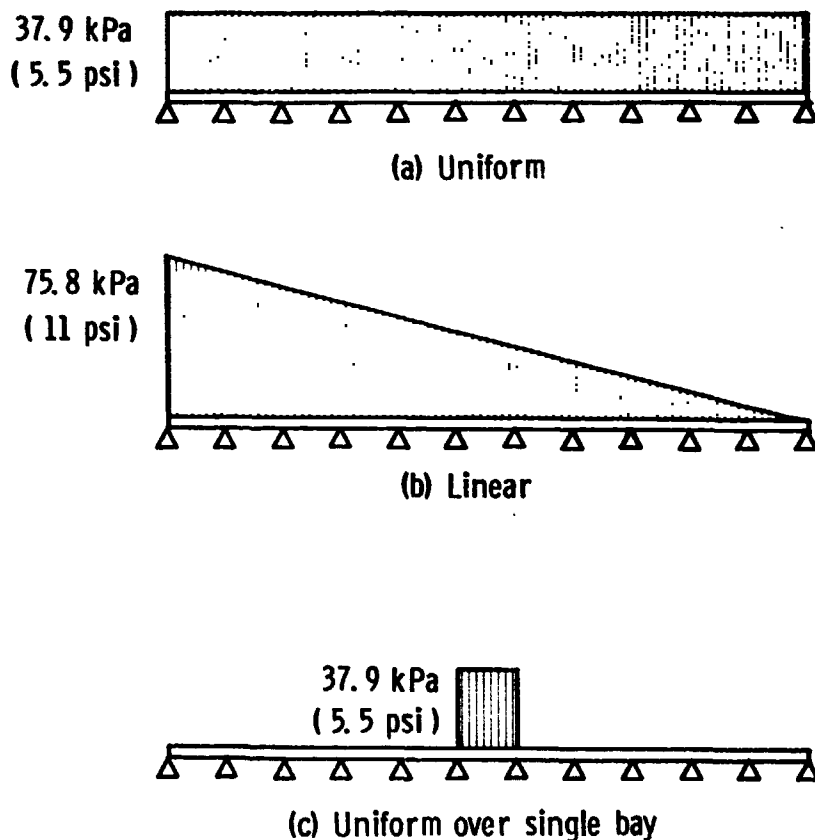 37.9 kPa
(5.5 psi)
(a) Uniform
75.8 kPa
(11 psi)
(b) Linear
37.9 kPa
(5.5 psi)
(c) Uniform over single bay